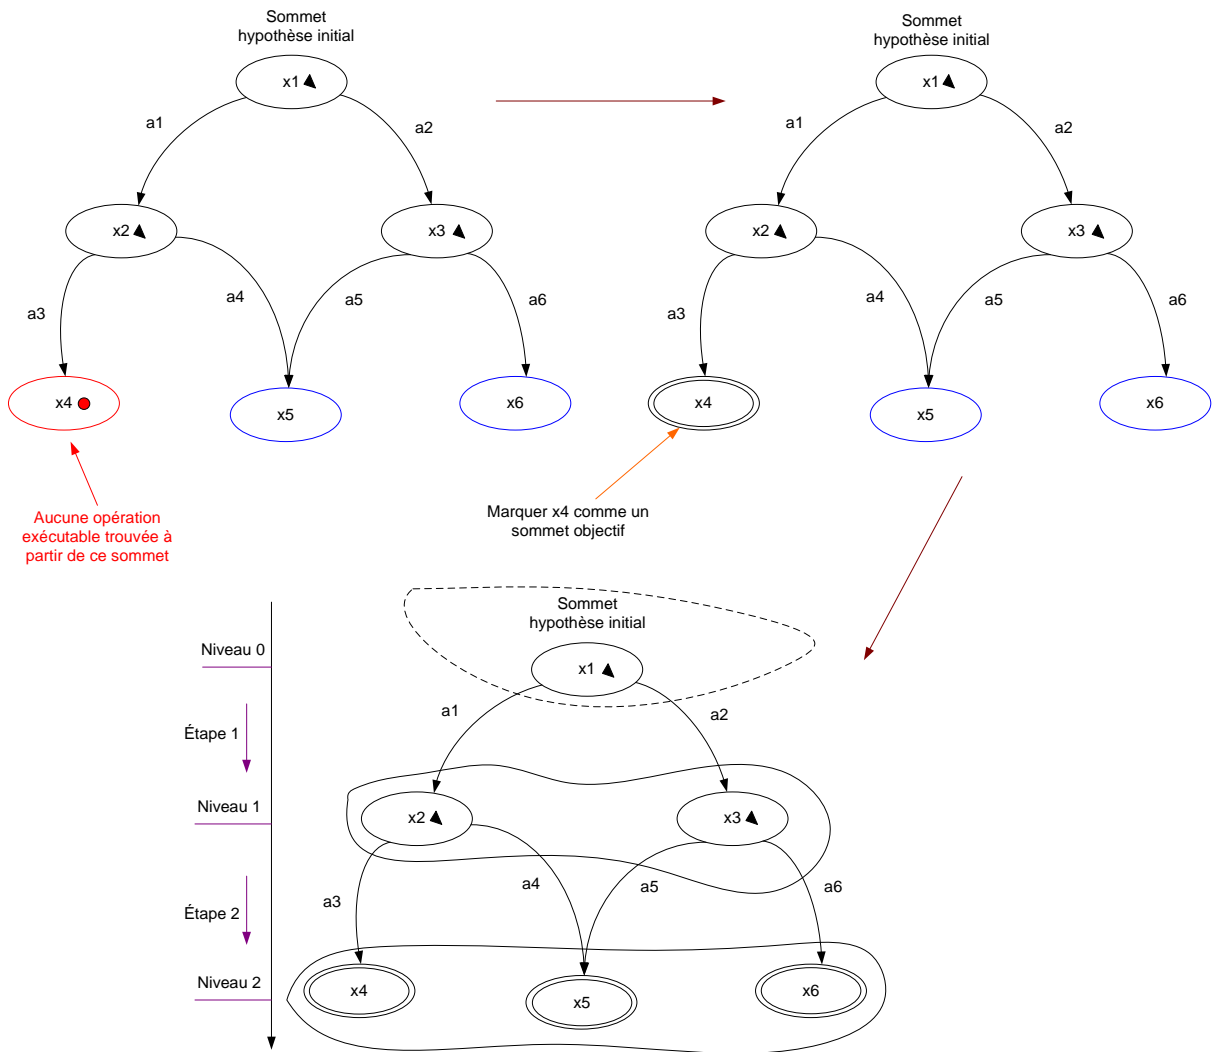 Sommet
hypothèse initial
x1
a1
a2
x2
x3
a3
a4
a5
a6
x4
x5
x6
Aucune opération
exécutable trouvée à
partir de ce sommet
Sommet
hypothèse initial
x1
a1
a2
x2
x3
a3
a4
a5
a6
x4
x5
x6
Marquer x4 comme un
sommet objectif
Sommet
hypothèse initial
Niveau 0
x1
a1
a2
Étape 1
Niveau 1
x2
x3
a3
a4
a5
a6
Étape 2
Niveau 2
x4
x5
x6